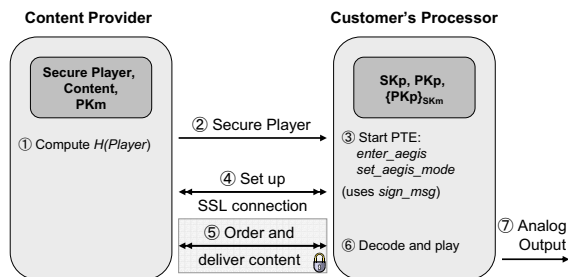 Content Provider
Customer's Processor
Secure Player,
Content,
PKm
SKp, PKp,
{PKp}SKm
① Compute H(Player)
② Secure Player
③ Start PTE:
enter_aegis
set_aegis_mode
(uses sign_msg)
④ Set up
SSL connection
⑤ Order and
deliver content
⑥ Decode and play
⑦ Analog
Output